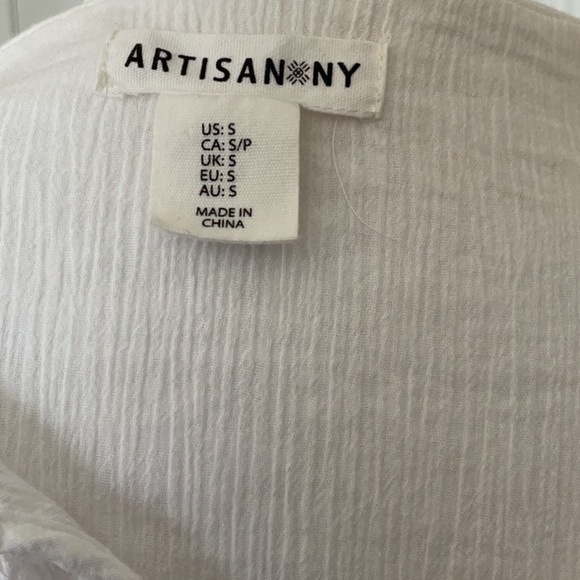 ARTISAN NY
US: S
CA: S/P
UK: S
EU: S
AU: S
MADE IN
CHINA